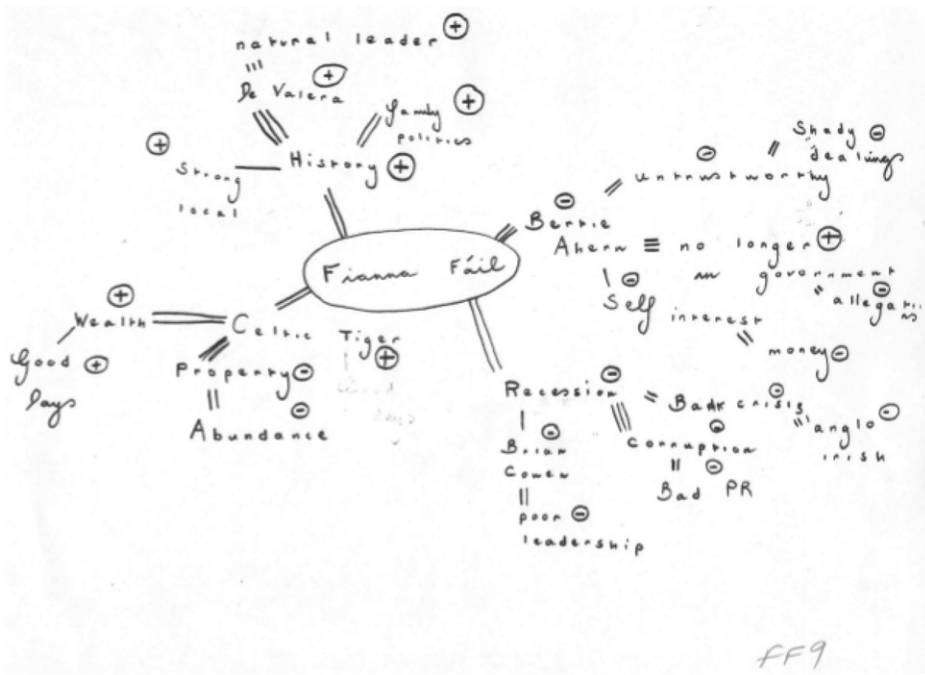 natural leader +
de Valera +
family +
politics
+
Strong
local
History +
Shady -
dealings
-
untrustworthy
-
Bertie
Ahern
no longer +
in government
-
allegations
-
Self interest
money -
Fianna Fáil
+
Wealth
Good +
days
Celtic Tiger
+
Property -
-
Abundance
Recession -
-
Brian
Cowen
poor -
leadership
Bank crisis -
anglo -
irish
-
Corruption
-
Bad PR
FF9